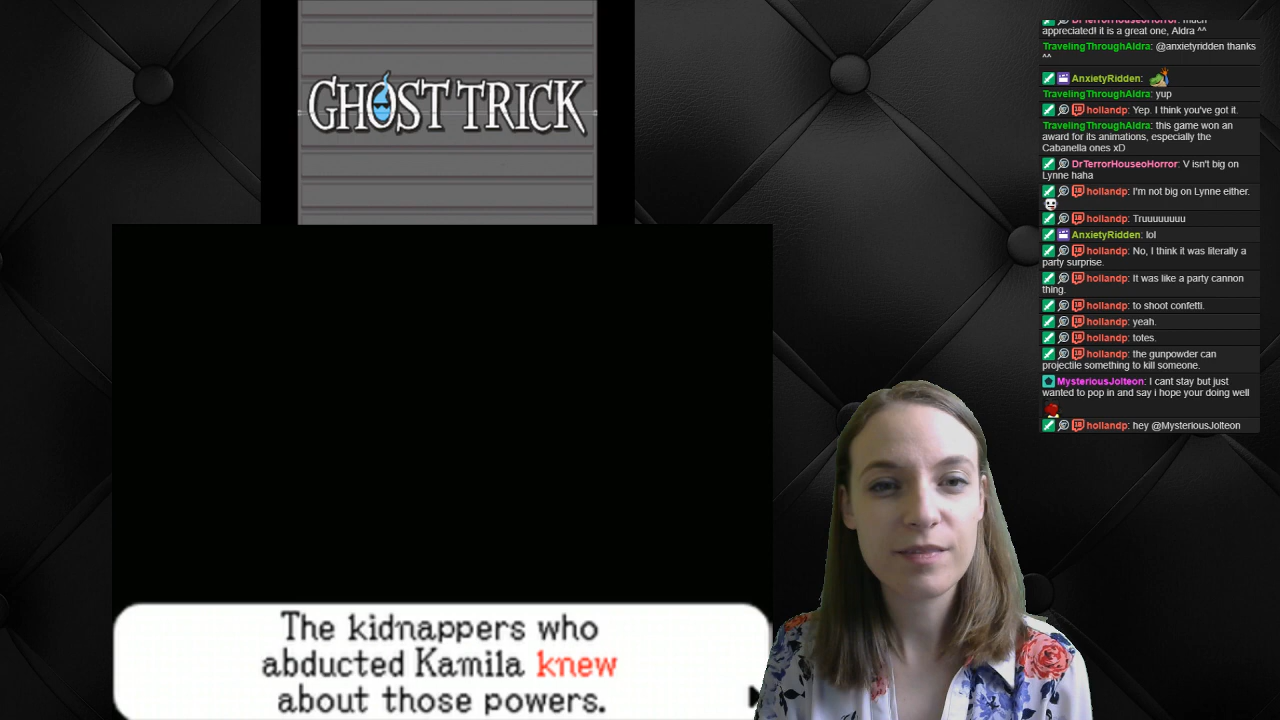 GHOST TRICK
The kidnappers who
abducted Kamila knew
about those powers.
appreciated! it is a great one, Aldra ^^
TravelingThroughAldra: @anxietyridden thanks
^^
AnxietyRidden:
TravelingThroughAldra: yup
hollandp: Yep. I think you've got it.
TravelingThroughAldra: this game won an
award for its animations, especially the
Cabanella ones xD
DrTerrorHouseoHorror: V isn't big on
Lynne haha
hollandp: I'm not big on Lynne either.
hollandp: Truuuuuuuu
AnxietyRidden: lol
hollandp: No, I think it was literally a
party surprise.
hollandp: It was like a party cannon
thing.
hollandp: to shoot confetti.
hollandp: yeah.
hollandp: totes.
hollandp: the gunpowder can
projectile something to kill someone.
MysteriousJolteon: I cant stay but just
wanted to pop in and say i hope your doing well
hollandp: hey @MysteriousJolteon